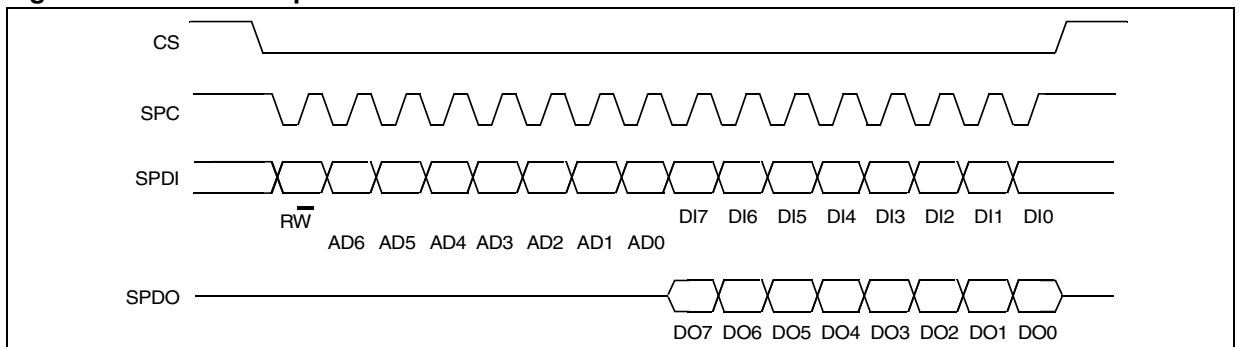 CS
SPC
SPDI
RW DI7 DI6 DI5 DI4 DI3 DI2 DI1 DI0
AD6 AD5 AD4 AD3 AD2 AD1 AD0
SPDO
DO7 DO6 DO5 DO4 DO3 DO2 DO1 DO0